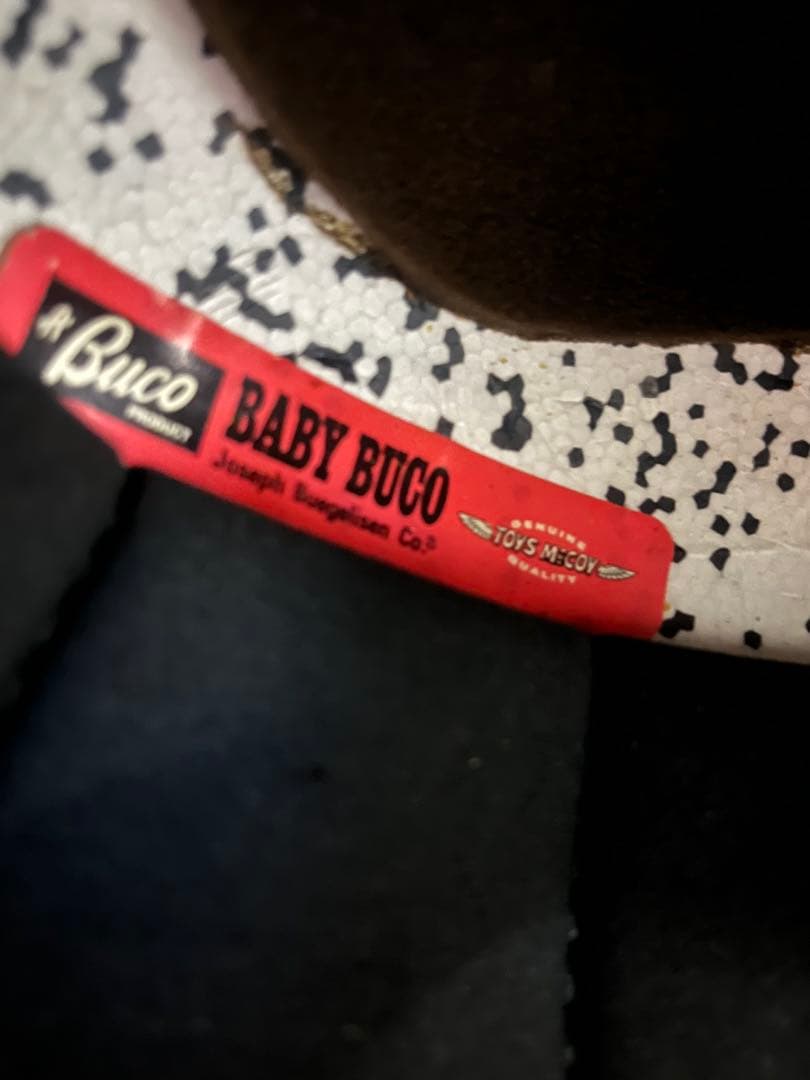 A Buco
PRODUCT
BABY BUCO
Joseph Buegeleisen Co.®
GENUINE
TOYS McCOY
QUALITY